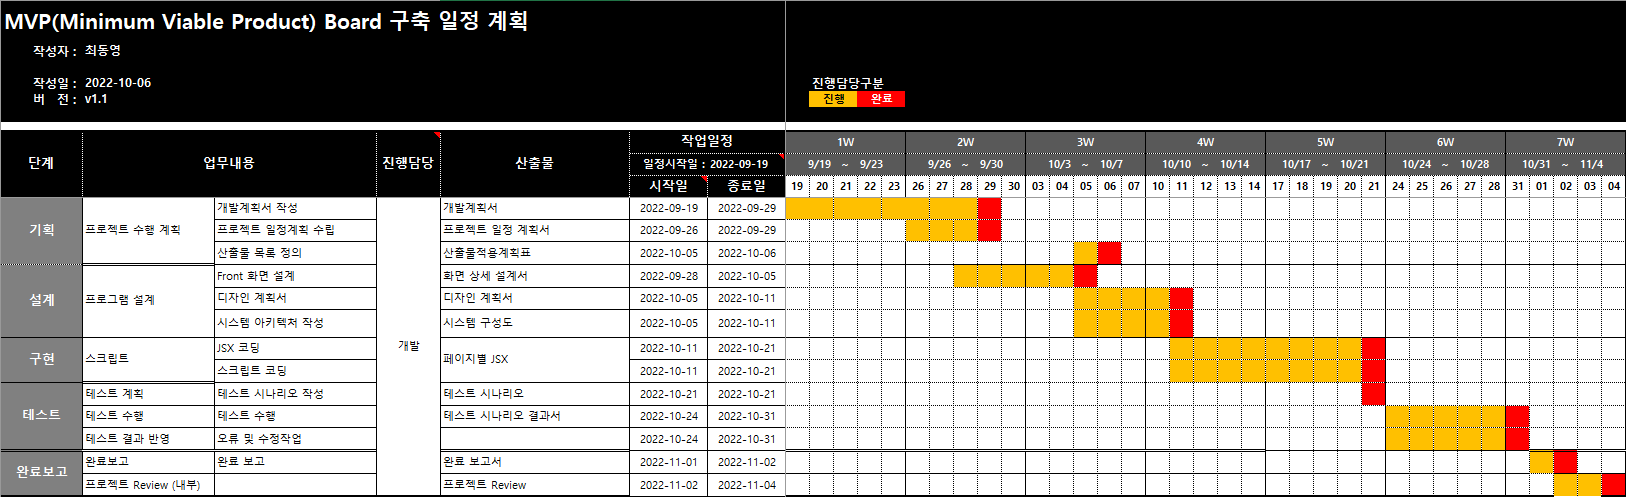 MVP(Minimum Viable Product) Board 구축 일정 계획
작성자 : 최동영
작성일 : 2022-10-06
버 전 : v1.1
진행담당구분
진행 완료
단계 업무내용 진행담당 산출물 작업일정 1W 2W 3W 4W 5W 6W 7W
일정시작일 : 2022-09-19 9/19 ~ 9/23 9/26 ~ 9/30 10/3 ~ 10/7 10/10 ~ 10/14 10/17 ~ 10/21 10/24 ~ 10/28 10/31 ~ 11/4
시작일 종료일 19 20 21 22 23 26 27 28 29 30 03 04 05 06 07 10 11 12 13 14 17 18 19 20 21 24 25 26 27 28 31 01 02 03 04
기획 프로젝트 수행 계획 개발계획서 작성 개발계획서 2022-09-19 2022-09-29
프로젝트 일정계획 수립 프로젝트 일정 계획서 2022-09-26 2022-09-29
산출물 목록 정의 산출물적용계획표 2022-10-05 2022-10-06
설계 프로그램 설계 Front 화면 설계 화면 상세 설계서 2022-09-28 2022-10-05
디자인 계획서 디자인 계획서 2022-10-05 2022-10-11
시스템 아키텍처 작성 시스템 구성도 2022-10-05 2022-10-11
개발
구현 스크립트 JSX 코딩 페이지별 JSX 2022-10-11 2022-10-21
스크립트 코딩 2022-10-11 2022-10-21
테스트 테스트 계획 테스트 시나리오 작성 테스트 시나리오 2022-10-21 2022-10-21
테스트 수행 테스트 수행 테스트 시나리오 결과서 2022-10-24 2022-10-31
테스트 결과 반영 오류 및 수정작업 2022-10-24 2022-10-31
완료보고 완료보고 완료 보고 완료 보고서 2022-11-01 2022-11-02
프로젝트 Review (내부) 프로젝트 Review 2022-11-02 2022-11-04